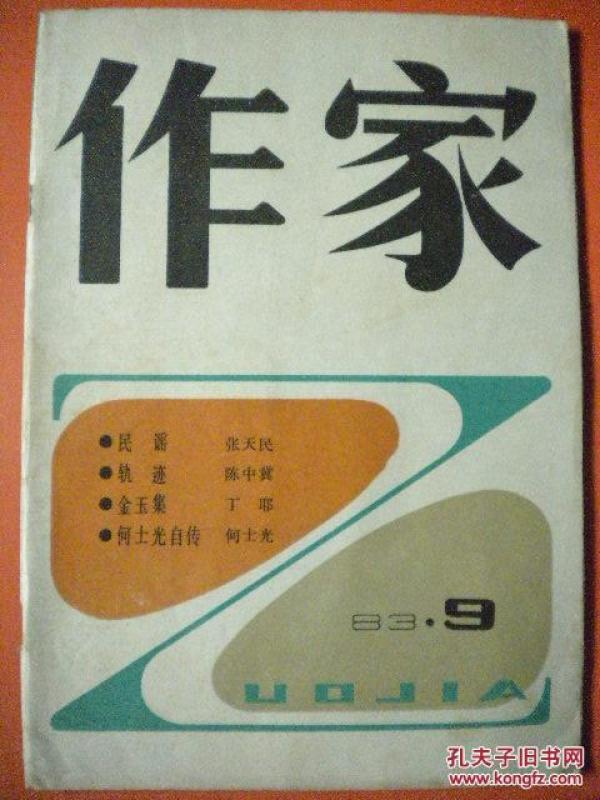 作家
●民谣 张天民
●轨迹 陈中冀
●金玉集 丁耶
●何士光自传 何士光
83·9
UOJIA
孔夫子旧书网
www.kongfz.com